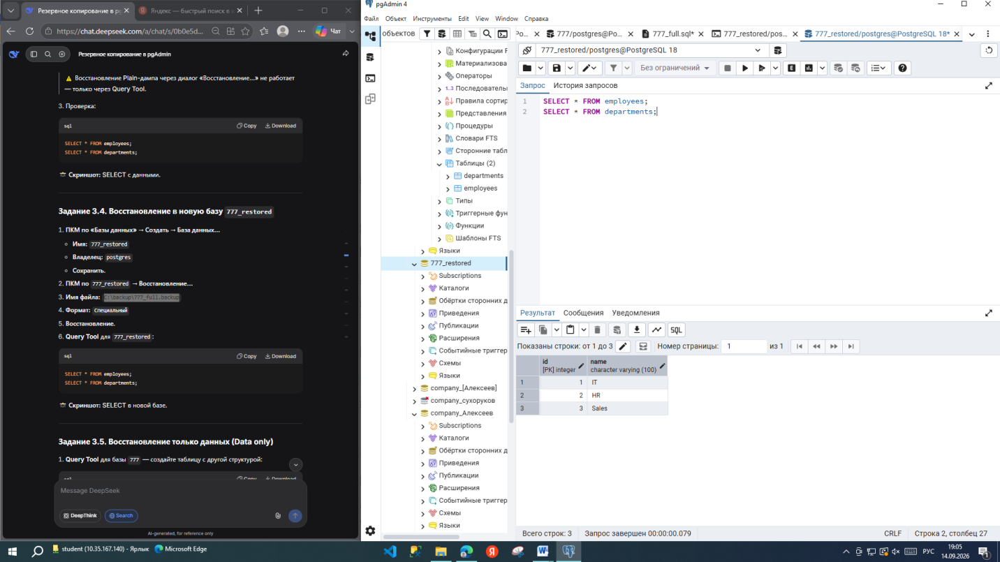 Резервное копирование в pg
Яндекс — быстрый поиск в и
https://chat.deepseek.com/a/chat/s/0b0e5d...
Чат
Резервное копирование в pgAdmin
⚠ Восстановление Plain-дампа через диалог «Восстановление...» не работает
— только через Query Tool.
3. Проверка:
sql
Copy
Download
SELECT * FROM employees;
SELECT * FROM departments;
Скриншот: SELECT с данными.
Задание 3.4. Восстановление в новую базу 777_restored
1. ПКМ по «Базы данных» → Создать → База данных...
Имя: 777_restored
Владелец: postgres
Сохранить.
2. ПКМ по 777_restored → Восстановление...
3. Имя файла: C:\backup\777_full.backup
4. Формат: Специальный
5. Восстановление.
6. Query Tool для 777_restored:
sql
Copy
Download
SELECT * FROM employees;
SELECT * FROM departments;
Скриншот: SELECT в новой базе.
Задание 3.5. Восстановление только данных (Data only)
1. Query Tool для базы 777 — создайте таблицу с другой структурой:
sql
Copy
Download
Message DeepSeek
DeepThink
Search
AI-generated, for reference only
pgAdmin 4
Файл Объект Инструменты Edit View Window Справка
объектов
Ро...
777/postgres@Po...
777_full.sql*
777_restored/pos...
777_restored/postgres@PostgreSQL 18*
Конфигурации F
Материализова
Операторы
1..3 Последователь
Правила сортир
Представления
Процедуры
Словари FTS
Сторонние табл
Таблицы (2)
departments
employees
Типы
Триггерные фун
Функции
Шаблоны FTS
Языки
777_restored
Subscriptions
Каталоги
Обёртки сторонних д
Приведения
Публикации
Расширения
Событийные триггер
Схемы
Языки
company_[Алексеев]
company_сухоруков
company_Алексеев
Subscriptions
Каталоги
Обёртки сторонних д
Приведения
Публикации
Расширения
Событийные триггер
Схемы
Языки
777_restored/postgres@PostgreSQL 18
Без ограничений
E
Запрос История запросов
1 SELECT * FROM employees;
2 SELECT * FROM departments;
Результат Сообщения Уведомления
SQL
Показаны строки: от 1 до 3
Номер страницы: 1 из 1
id
[PK] integer
name
character varying (100)
1 1 IT
2 2 HR
3 3 Sales
Всего строк: 3 Запрос завершен 00:00:00.079
CRLF Строка 2, столбец 27
student (10.35.167.140) - Ярлык
Microsoft Edge
РУС
19:05
14.09.2026
1